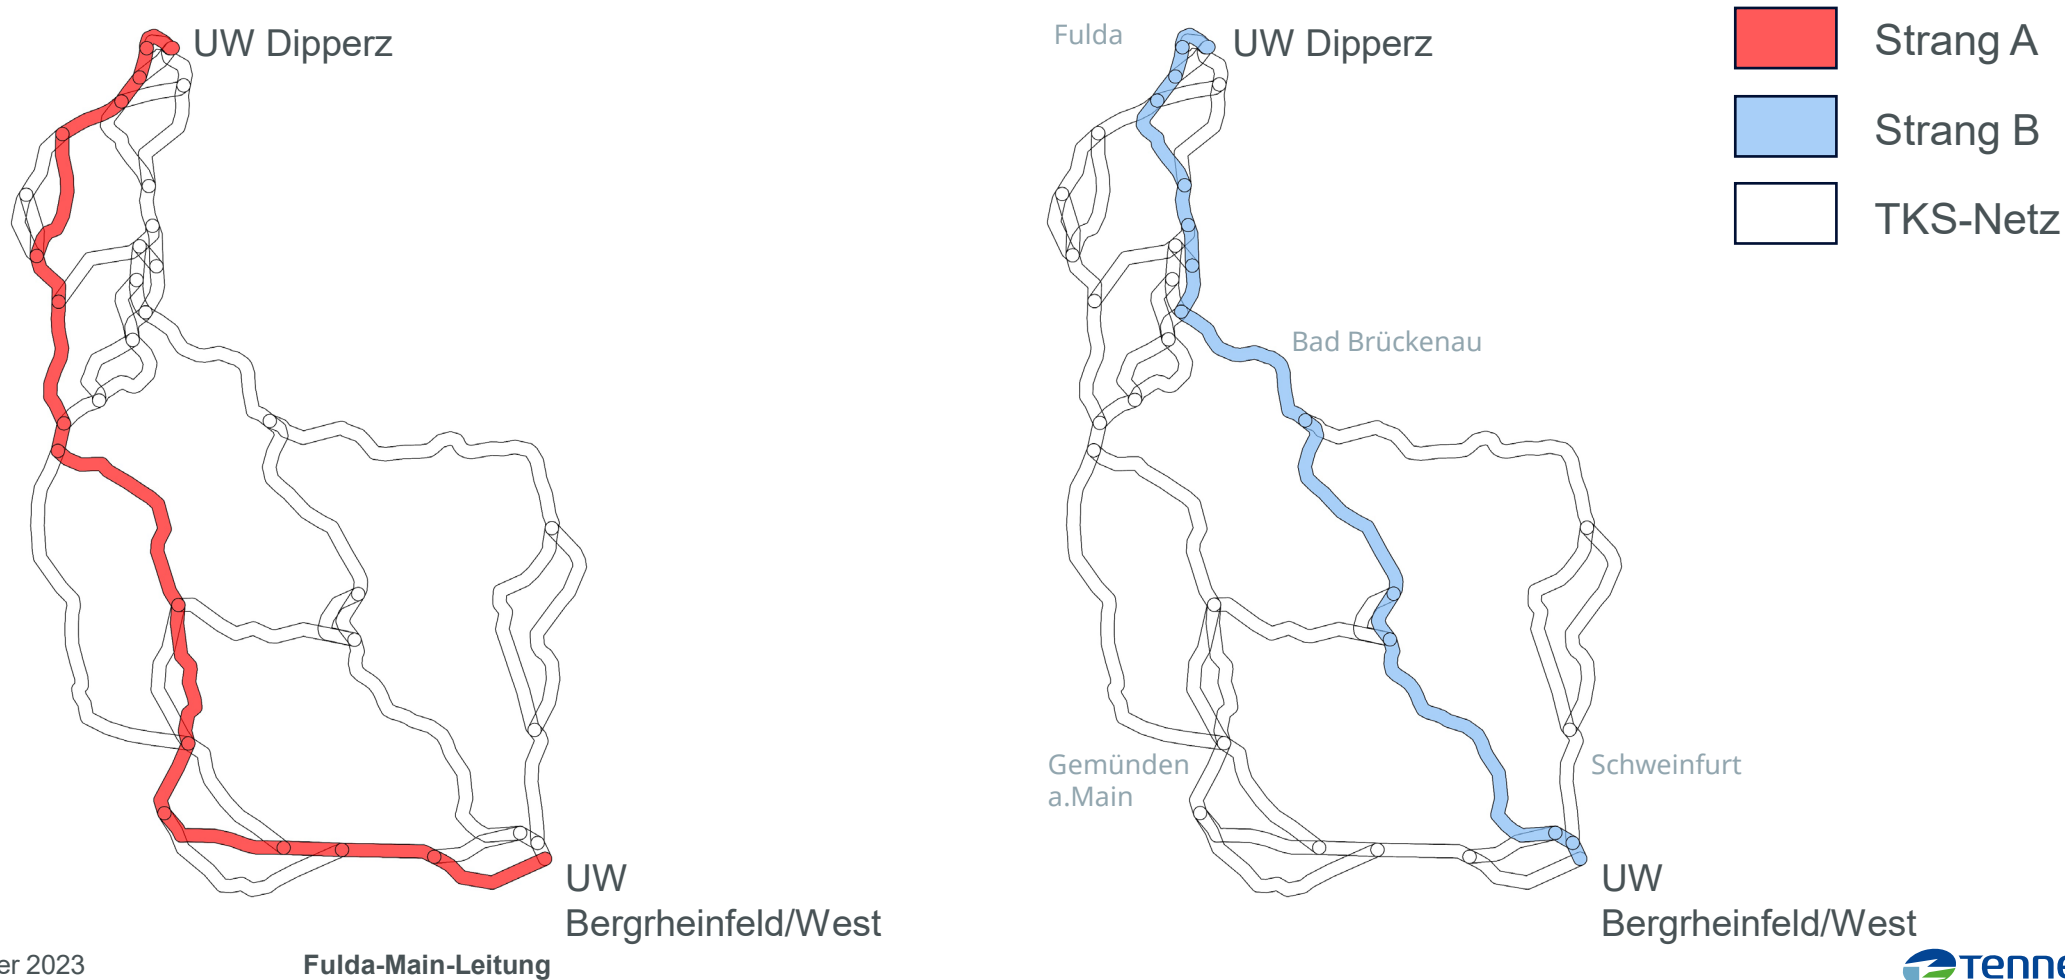 UW Dipperz
UW
Bergrheinfeld/West
Fulda
UW Dipperz
Bad Brückenau
Gemünden
a.Main
Schweinfurt
UW
Bergrheinfeld/West
Strang A
Strang B
TKS-Netz
2023
Fulda-Main-Leitung